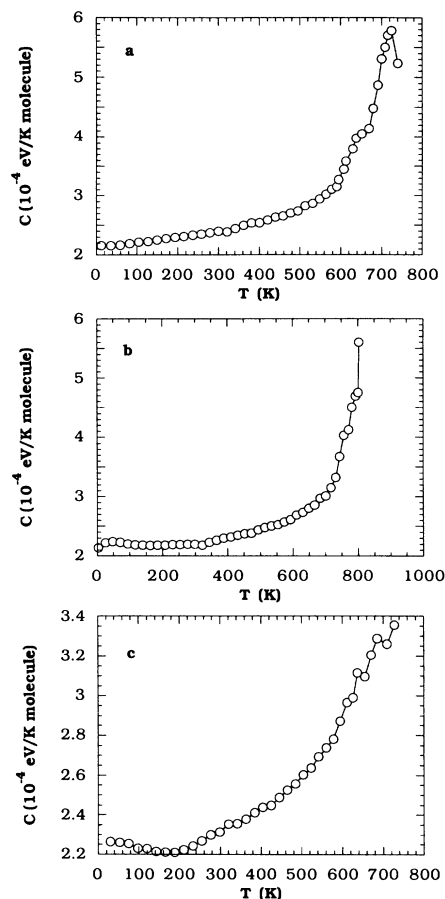 a
6
5
4
3
2
C (10⁻⁴ eV/K molecule)
0 100 200 300 400 500 600 700 800
T (K)
b
6
5
4
3
2
C (10⁻⁴ eV/K molecule)
0 200 400 600 800 1000
T (K)
c
3.4
3.2
3
2.8
2.6
2.4
2.2
C (10⁻⁴ eV/K molecule)
0 100 200 300 400 500 600 700 800
T (K)